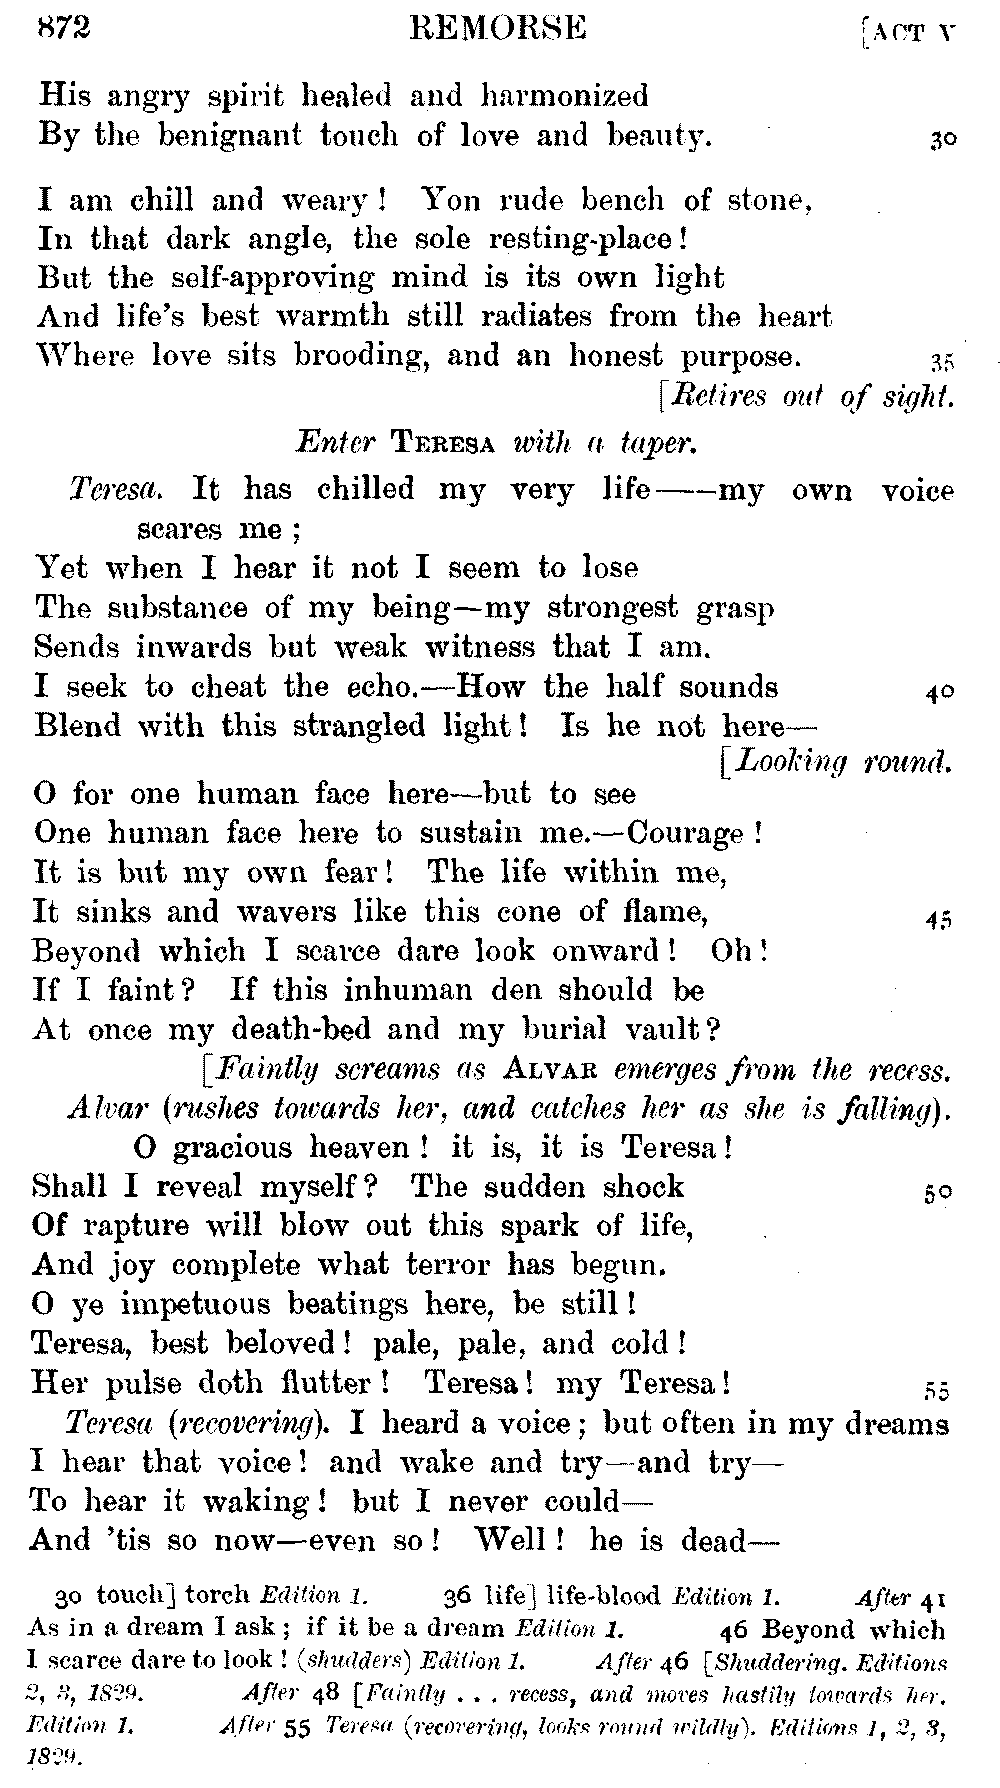 872 REMORSE [ACT V
His angry spirit healed and harmonized
By the benignant touch of love and beauty. 30
I am chill and weary! Yon rude bench of stone,
In that dark angle, the sole resting-place!
But the self-approving mind is its own light
And life's best warmth still radiates from the heart
Where love sits brooding, and an honest purpose. 35
[Retires out of sight.
Enter TERESA with a taper.
Teresa. It has chilled my very life——my own voice
scares me;
Yet when I hear it not I seem to lose
The substance of my being—my strongest grasp
Sends inwards but weak witness that I am.
I seek to cheat the echo.—How the half sounds 40
Blend with this strangled light! Is he not here—
[Looking round.
O for one human face here—but to see
One human face here to sustain me.—Courage!
It is but my own fear! The life within me,
It sinks and wavers like this cone of flame, 45
Beyond which I scarce dare look onward! Oh!
If I faint? If this inhuman den should be
At once my death-bed and my burial vault?
[Faintly screams as ALVAR emerges from the recess.
Alvar (rushes towards her, and catches her as she is falling).
O gracious heaven! it is, it is Teresa!
Shall I reveal myself? The sudden shock 50
Of rapture will blow out this spark of life,
And joy complete what terror has begun.
O ye impetuous beatings here, be still!
Teresa, best beloved! pale, pale, and cold!
Her pulse doth flutter! Teresa! my Teresa! 55
Teresa (recovering). I heard a voice; but often in my dreams
I hear that voice! and wake and try—and try—
To hear it waking! but I never could—
And 'tis so now—even so! Well! he is dead—
30 touch] torch Edition 1. 36 life] life-blood Edition 1. After 41
As in a dream I ask; if it be a dream Edition 1. 46 Beyond which
I scarce dare to look! (shudders) Edition 1. After 46 [Shuddering. Editions
2, 3, 1829. After 48 [Faintly . . . recess, and moves hastily towards her.
Edition 1. After 55 Teresa (recovering, looks round wildly). Editions 1, 2, 3,
1829.